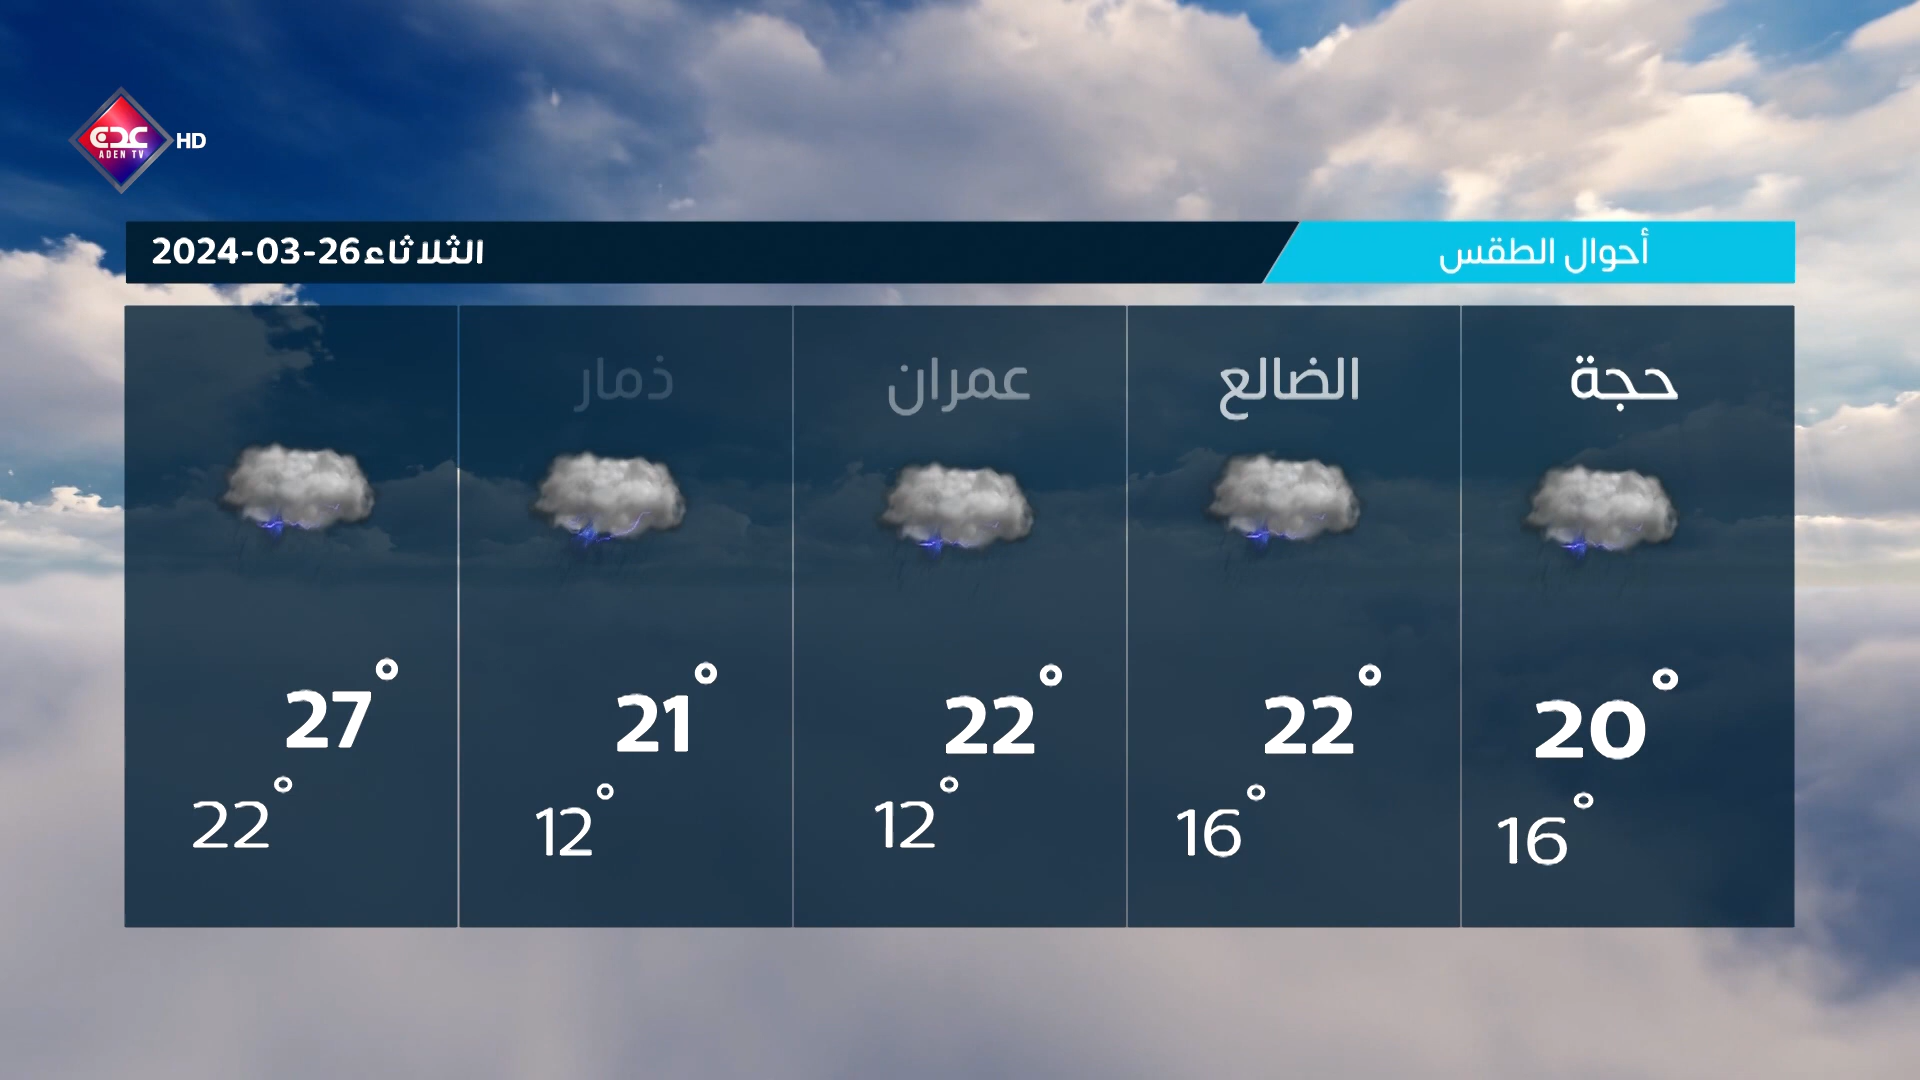 عدن
ADEN TV
HD
أحوال الطقس
الثلاثاء 26-03-2024
حجة
الضالع
عمران
ذمار
20°
22°
22°
21°
27°
16°
16°
12°
12°
22°